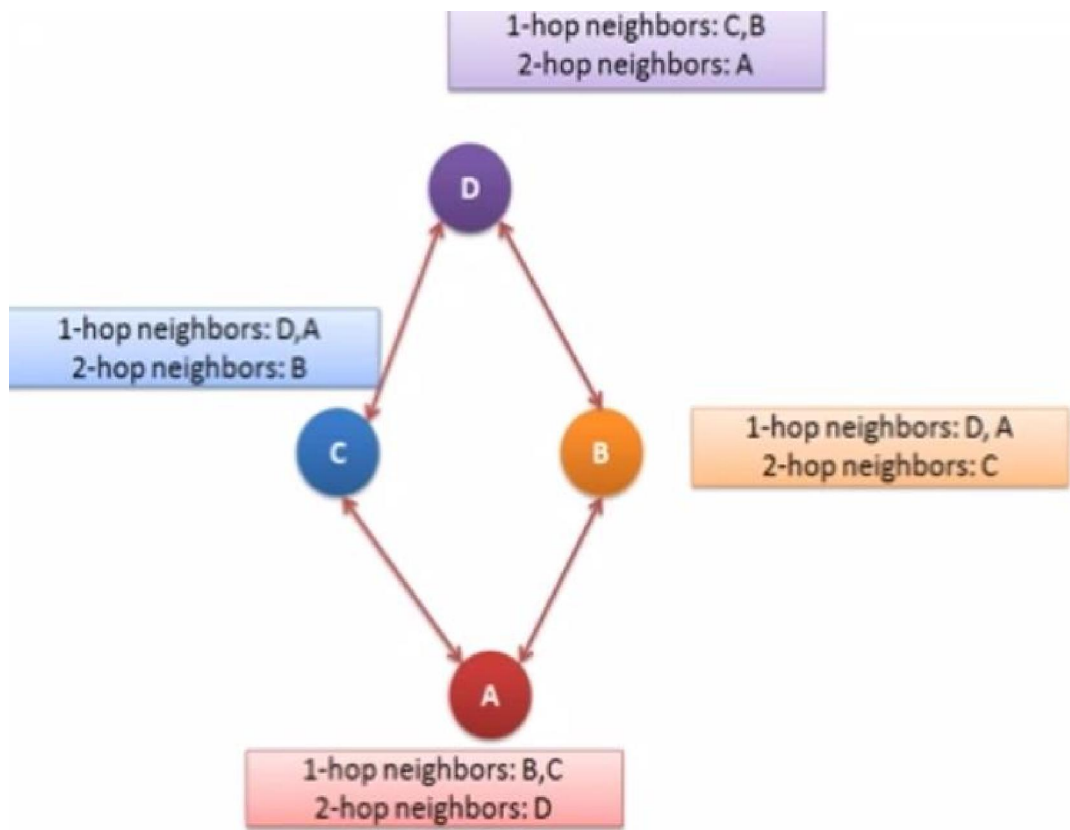 1-hop neighbors: C,B
2-hop neighbors: A
D
1-hop neighbors: D,A
2-hop neighbors: B
C
B
1-hop neighbors: D, A
2-hop neighbors: C
A
1-hop neighbors: B,C
2-hop neighbors: D